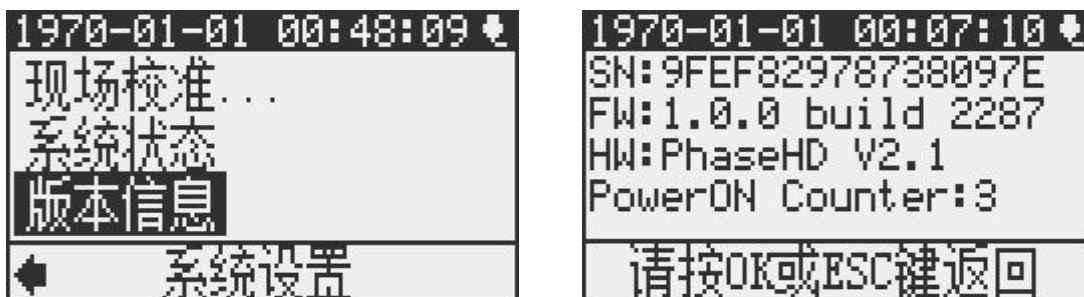 1970-01-01 00:48:09
现场校准...
系统状态
版本信息
系统设置
1970-01-01 00:07:10
SN:9FEF82978738097E
FW:1.0.0 build 2287
HW:PhaseHD V2.1
PowerON Counter:3
请按OK或ESC键返回